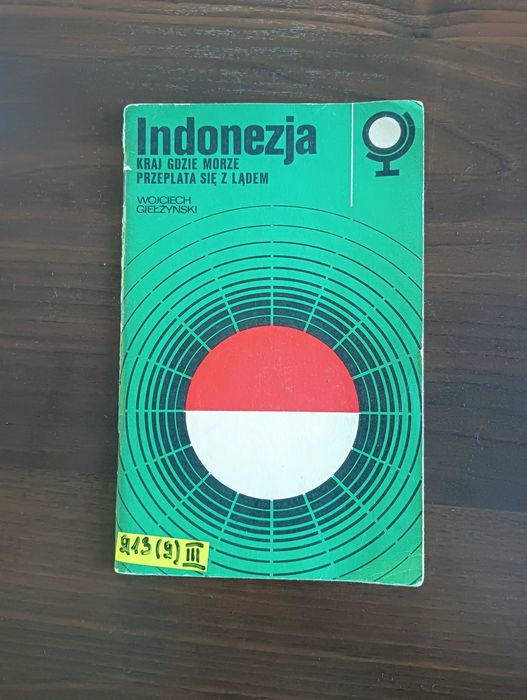 Indonezja
KRAJ GDZIE MORZE
PRZEPLATA SIĘ Z LĄDEM
WOJCIECH
GIEŁŻYŃSKI
913(9) III